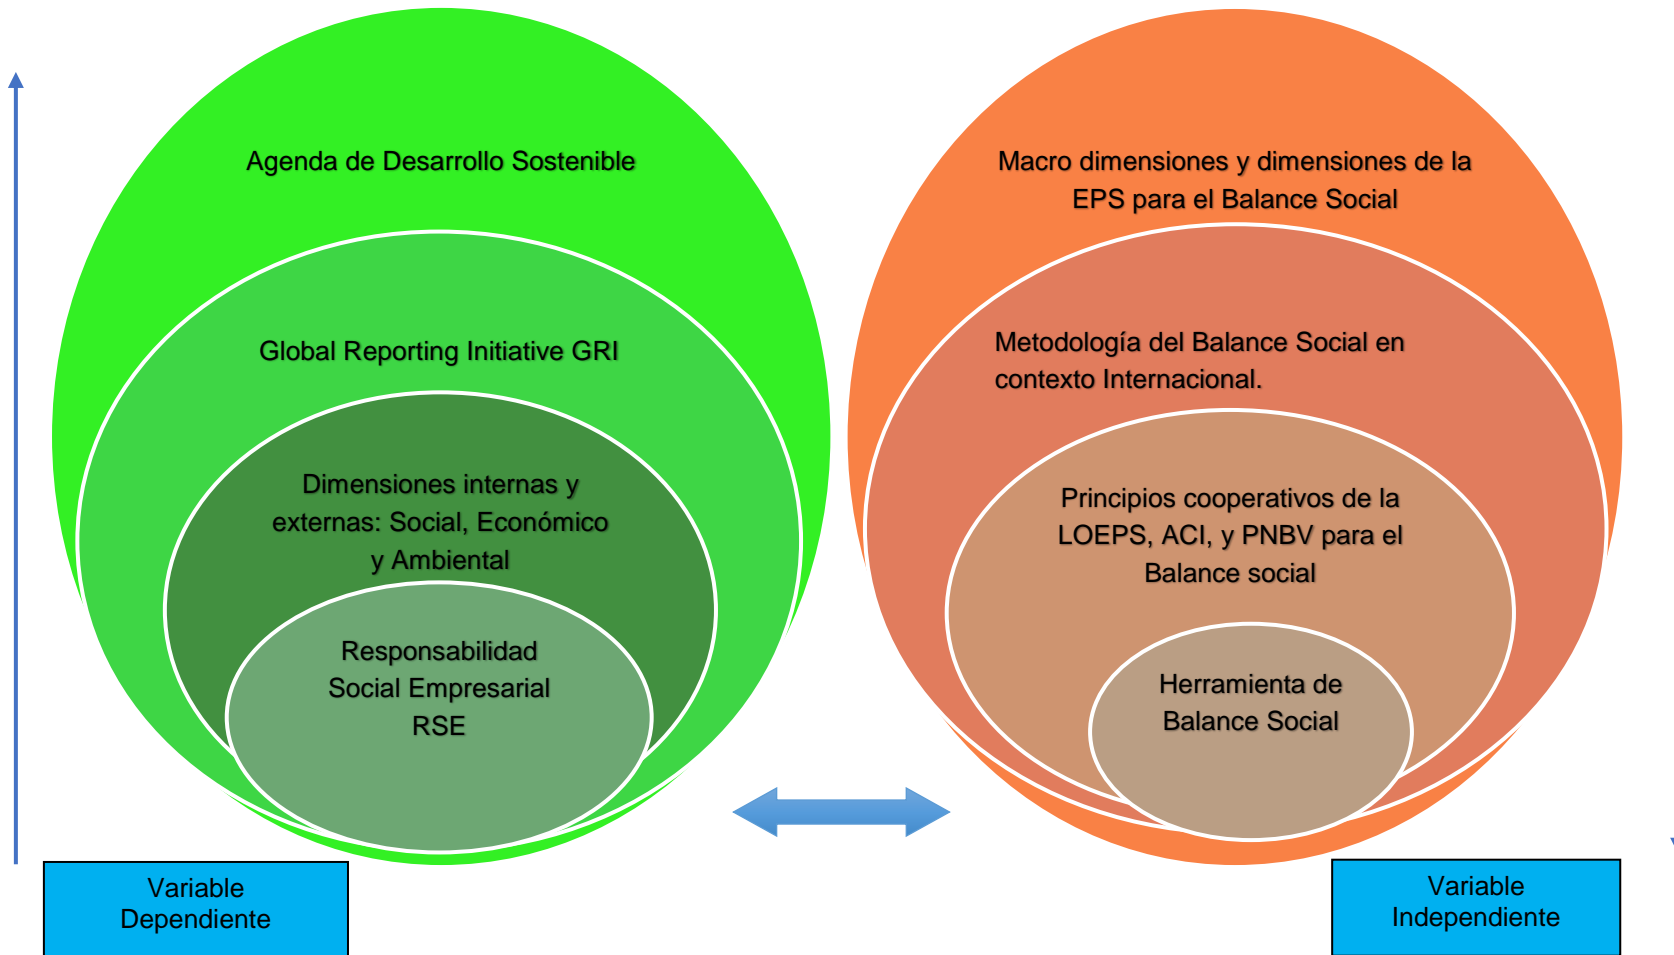 Agenda de Desarrollo Sostenible
Global Reporting Initiative GRI
Dimensiones internas y
externas: Social, Económico
y Ambiental
Responsabilidad
Social Empresarial
RSE
Variable
Dependiente
Macro dimensiones y dimensiones de la
EPS para el Balance Social
Metodología del Balance Social en
contexto Internacional.
Principios cooperativos de la
LOEPS, ACI, y PNBV para el
Balance social
Herramienta de
Balance Social
Variable
Independiente